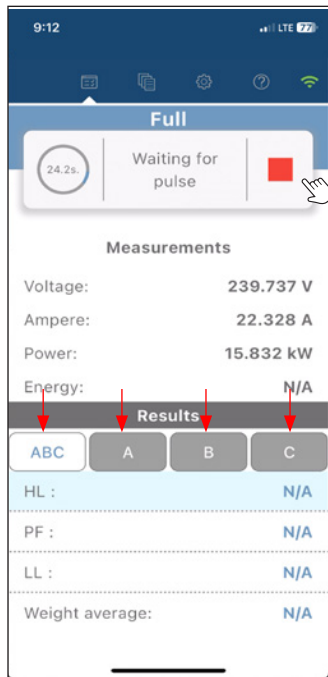 9:12
LTE 77
Full
24.2s.
Waiting for
pulse
Measurements
Voltage: 239.737 V
Ampere: 22.328 A
Power: 15.832 kW
Energy: N/A
Results
ABC A B C
HL : N/A
PF : N/A
LL : N/A
Weight average: N/A